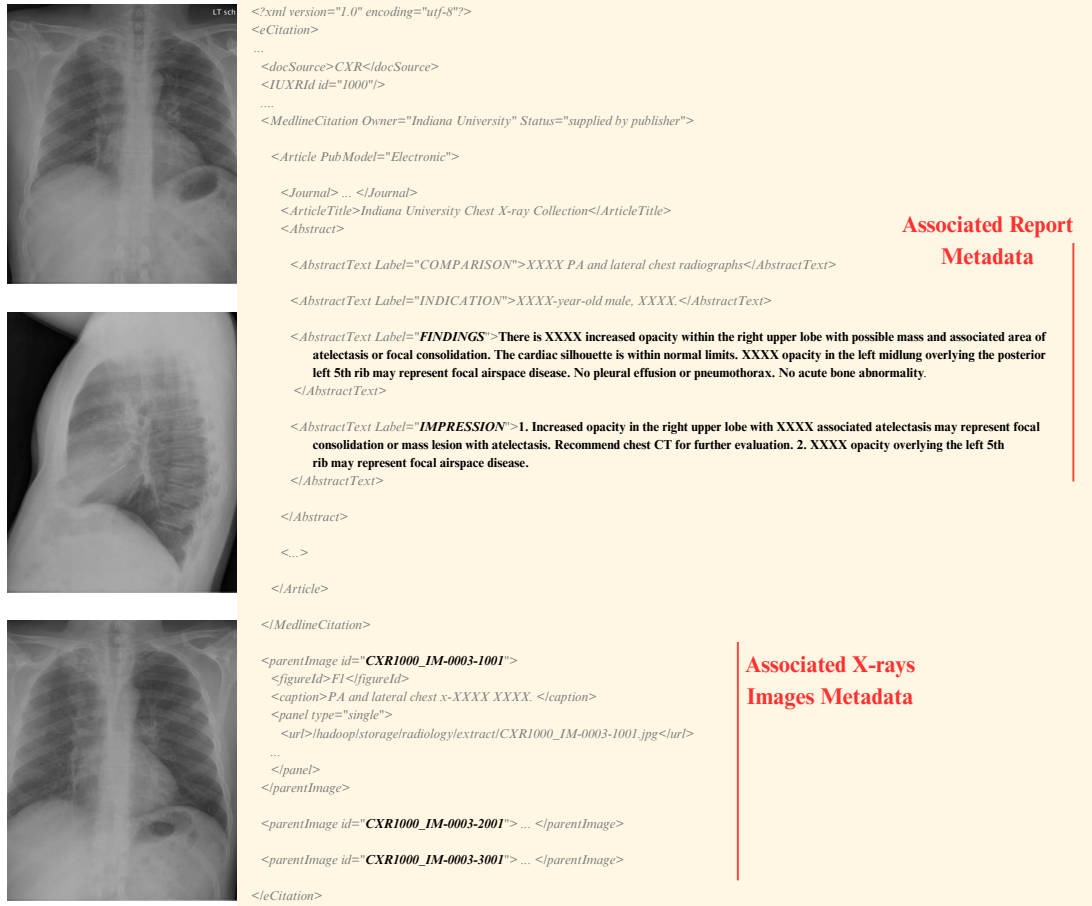 LT sch
<?xml version="1.0" encoding="utf-8"?>
<eCitation>
...
<docSource>CXR</docSource>
<IUXRId id="1000"/>
....
<MedlineCitation Owner="Indiana University" Status="supplied by publisher">
<Article PubModel="Electronic">
<Journal> ... </Journal>
<ArticleTitle>Indiana University Chest X-ray Collection</ArticleTitle>
<Abstract>
Associated Report
Metadata
<AbstractText Label="COMPARISON">XXXX PA and lateral chest radiographs</AbstractText>
<AbstractText Label="INDICATION">XXXX-year-old male, XXXX.</AbstractText>
<AbstractText Label="FINDINGS">There is XXXX increased opacity within the right upper lobe with possible mass and associated area of
atelectasis or focal consolidation. The cardiac silhouette is within normal limits. XXXX opacity in the left midlung overlying the posterior
left 5th rib may represent focal airspace disease. No pleural effusion or pneumothorax. No acute bone abnormality.
</AbstractText>
<AbstractText Label="IMPRESSION">1. Increased opacity in the right upper lobe with XXXX associated atelectasis may represent focal
consolidation or mass lesion with atelectasis. Recommend chest CT for further evaluation. 2. XXXX opacity overlying the left 5th
rib may represent focal airspace disease.
</AbstractText>
</Abstract>
<...>
</Article>
</MedlineCitation>
<parentImage id="CXR1000_IM-0003-1001">
<figureId>F1</figureId>
<caption>PA and lateral chest x-XXXX XXXX. </caption>
<panel type="single">
<url>/hadoop/storage/radiology/extract/CXR1000_IM-0003-1001.jpg</url>
...
</panel>
</parentImage>
Associated X-rays
Images Metadata
<parentImage id="CXR1000_IM-0003-2001"> ... </parentImage>
<parentImage id="CXR1000_IM-0003-3001"> ... </parentImage>
</eCitation>